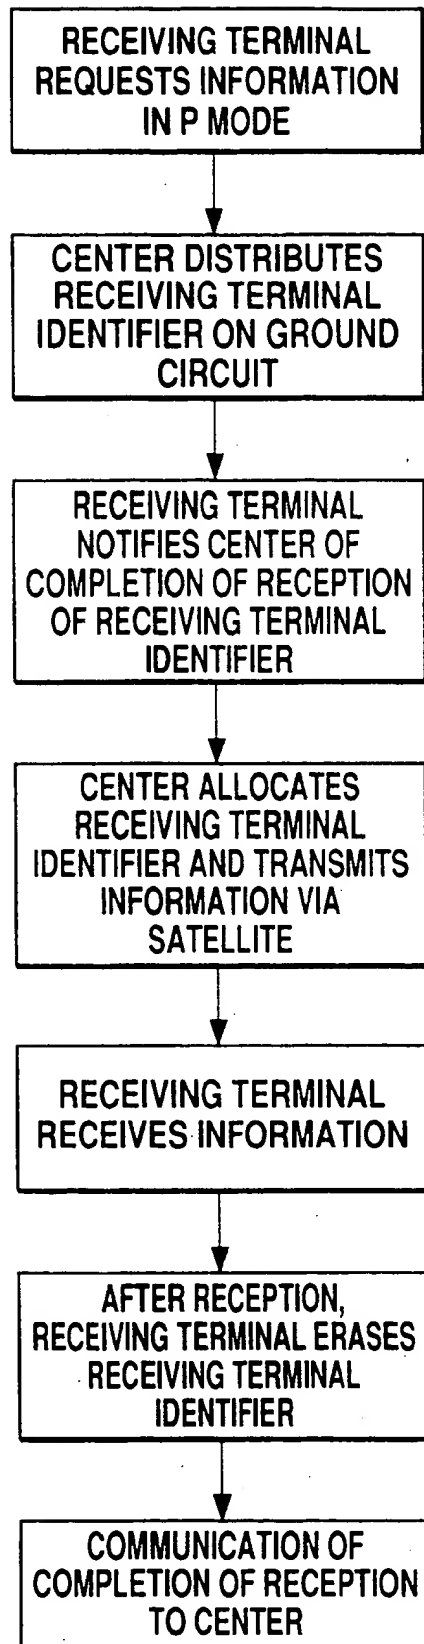 RECEIVING TERMINAL
REQUESTS INFORMATION
IN P MODE
CENTER DISTRIBUTES
RECEIVING TERMINAL
IDENTIFIER ON GROUND
CIRCUIT
RECEIVING TERMINAL
NOTIFIES CENTER OF
COMPLETION OF RECEPTION
OF RECEIVING TERMINAL
IDENTIFIER
CENTER ALLOCATES
RECEIVING TERMINAL
IDENTIFIER AND TRANSMITS
INFORMATION VIA
SATELLITE
RECEIVING TERMINAL
RECEIVES INFORMATION
AFTER RECEPTION,
RECEIVING TERMINAL ERASES
RECEIVING TERMINAL
IDENTIFIER
COMMUNICATION OF
COMPLETION OF RECEPTION
TO CENTER